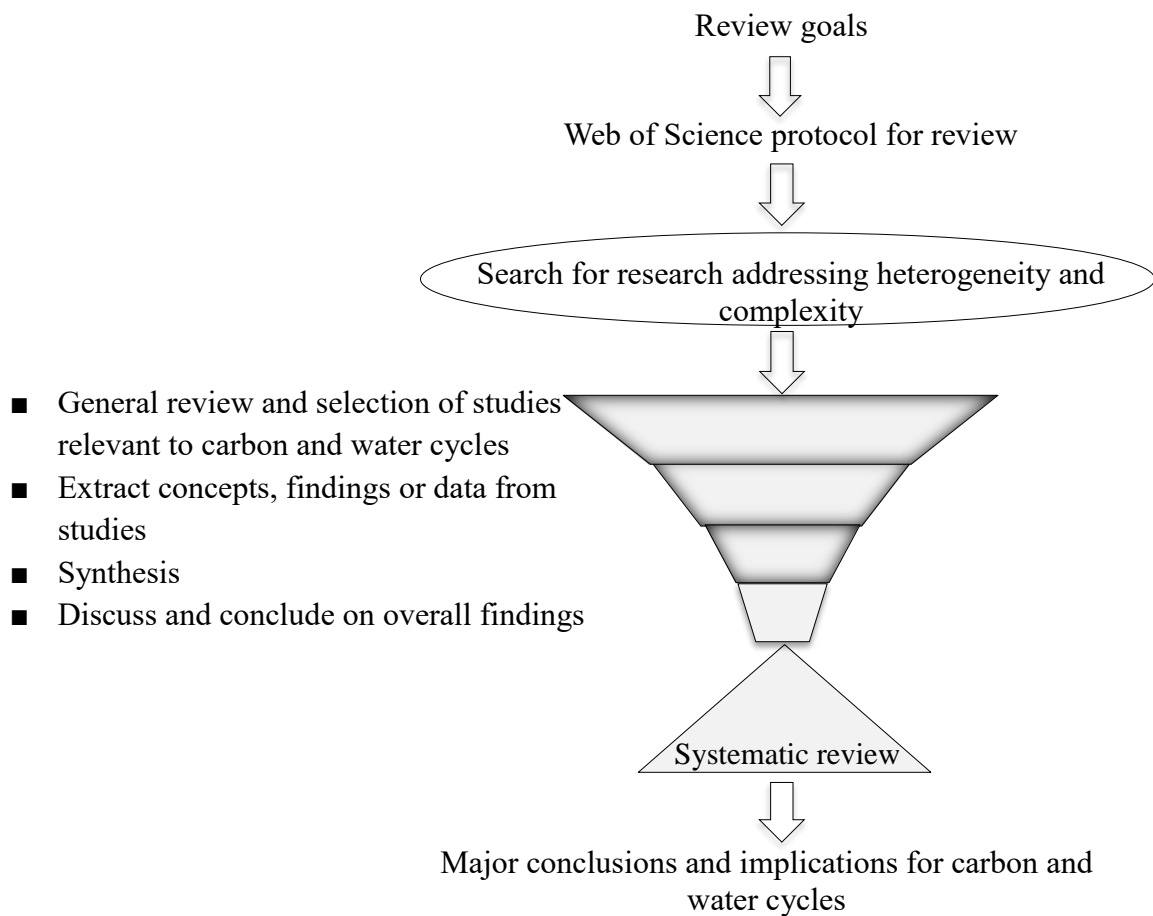 Review goals
Web of Science protocol for review
Search for research addressing heterogeneity and
complexity
■ General review and selection of studies
relevant to carbon and water cycles
■ Extract concepts, findings or data from
studies
■ Synthesis
■ Discuss and conclude on overall findings
Systematic review
Major conclusions and implications for carbon and
water cycles